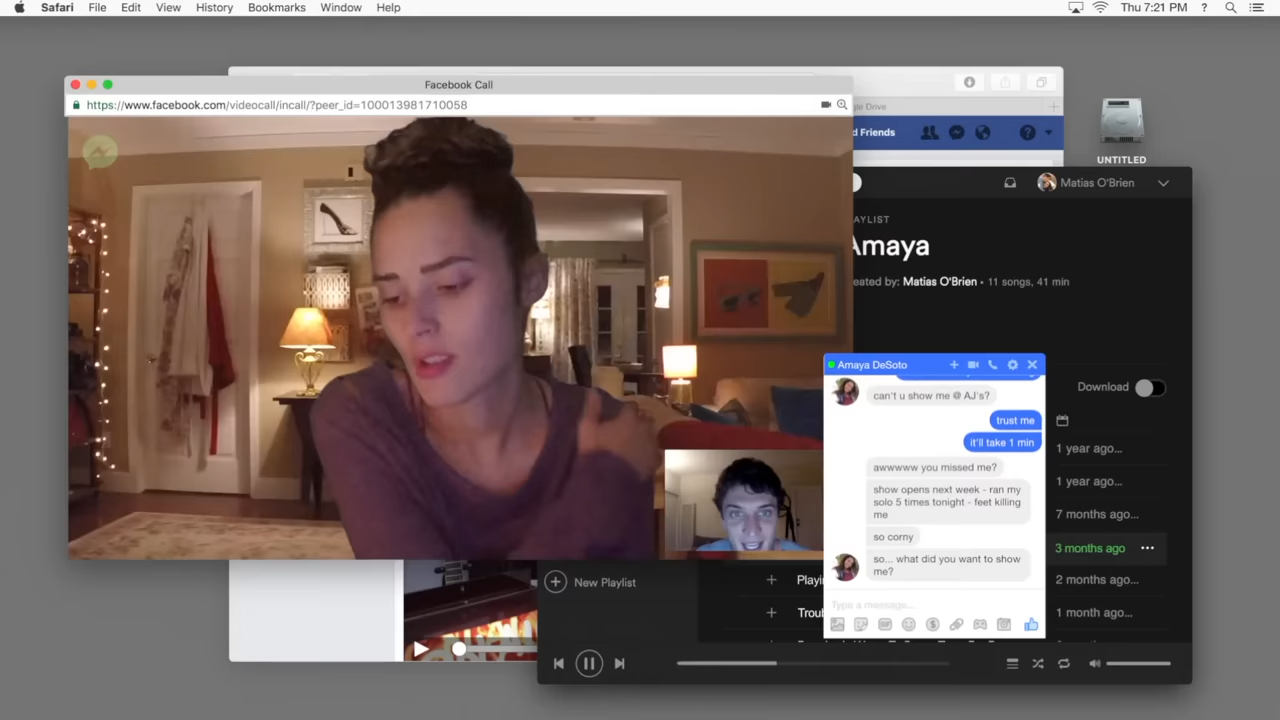 Safari File Edit View History Bookmarks Window Help
Thu 7:21 PM ?
Facebook Call
https://www.facebook.com/videocall/incall/?peer_id=100013981710058
gle Drive
d Friends
UNTITLED
Matias O'Brien
AYLIST
Amaya
eated by: Matias O'Brien • 11 songs, 41 min
Download
Amaya DeSoto
can't u show me @ AJ's?
trust me
it'll take 1 min
awwwww you missed me?
show opens next week - ran my
solo 5 times tonight - feet killing
me
so corny
so... what did you want to show
me?
Type a message...
1 year ago...
1 year ago...
7 months ago...
3 months ago
2 months ago...
1 month ago...
New Playlist
Playi
Troub